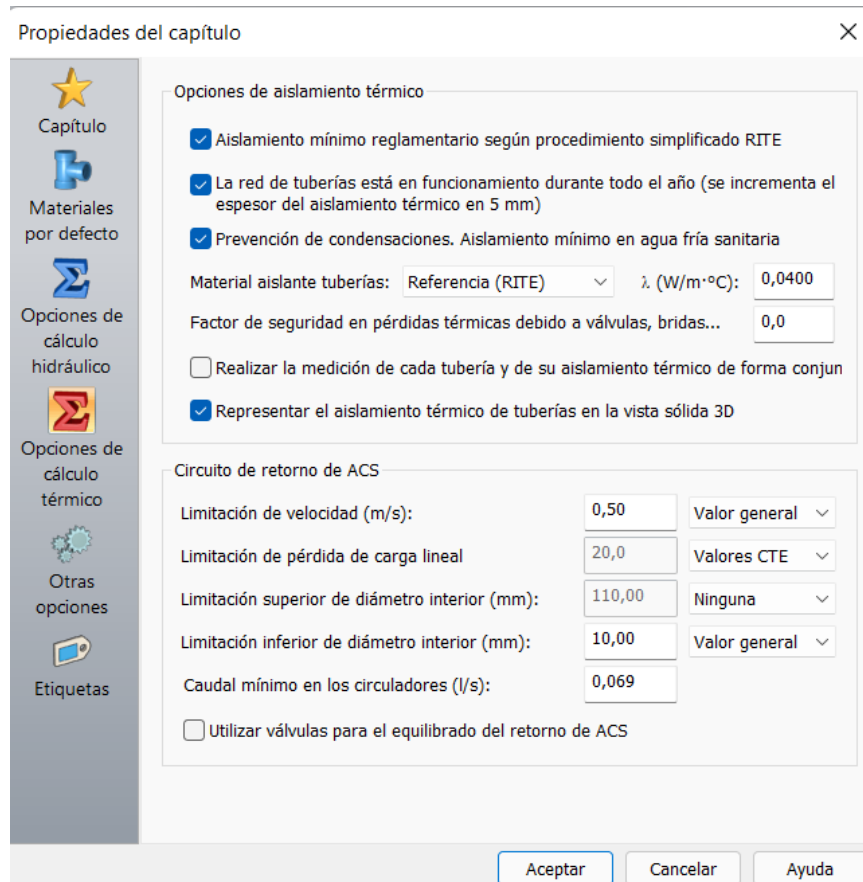 Propiedades del capítulo
Capítulo
Materiales
por defecto
Opciones de
cálculo
hidráulico
Opciones de
cálculo
térmico
Otras
opciones
Etiquetas
Opciones de aislamiento térmico
Aislamiento mínimo reglamentario según procedimiento simplificado RITE
La red de tuberías está en funcionamiento durante todo el año (se incrementa el
espesor del aislamiento térmico en 5 mm)
Prevención de condensaciones. Aislamiento mínimo en agua fría sanitaria
Material aislante tuberías: Referencia (RITE) λ (W/m·ºC): 0,0400
Factor de seguridad en pérdidas térmicas debido a válvulas, bridas... 0,0
Realizar la medición de cada tubería y de su aislamiento térmico de forma conjun
Representar el aislamiento térmico de tuberías en la vista sólida 3D
Circuito de retorno de ACS
Limitación de velocidad (m/s): 0,50 Valor general
Limitación de pérdida de carga lineal 20,0 Valores CTE
Limitación superior de diámetro interior (mm): 110,00 Ninguna
Limitación inferior de diámetro interior (mm): 10,00 Valor general
Caudal mínimo en los circuladores (l/s): 0,069
Utilizar válvulas para el equilibrado del retorno de ACS
Aceptar Cancelar Ayuda